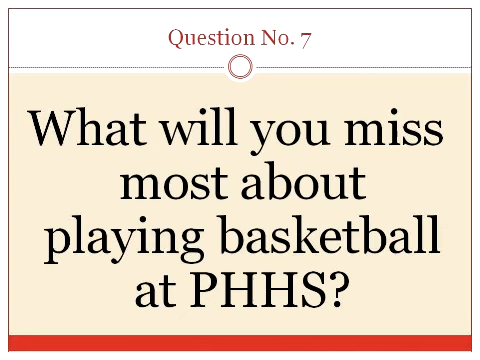 Question No. 7
What will you miss
most about
playing basketball
at PHHS?